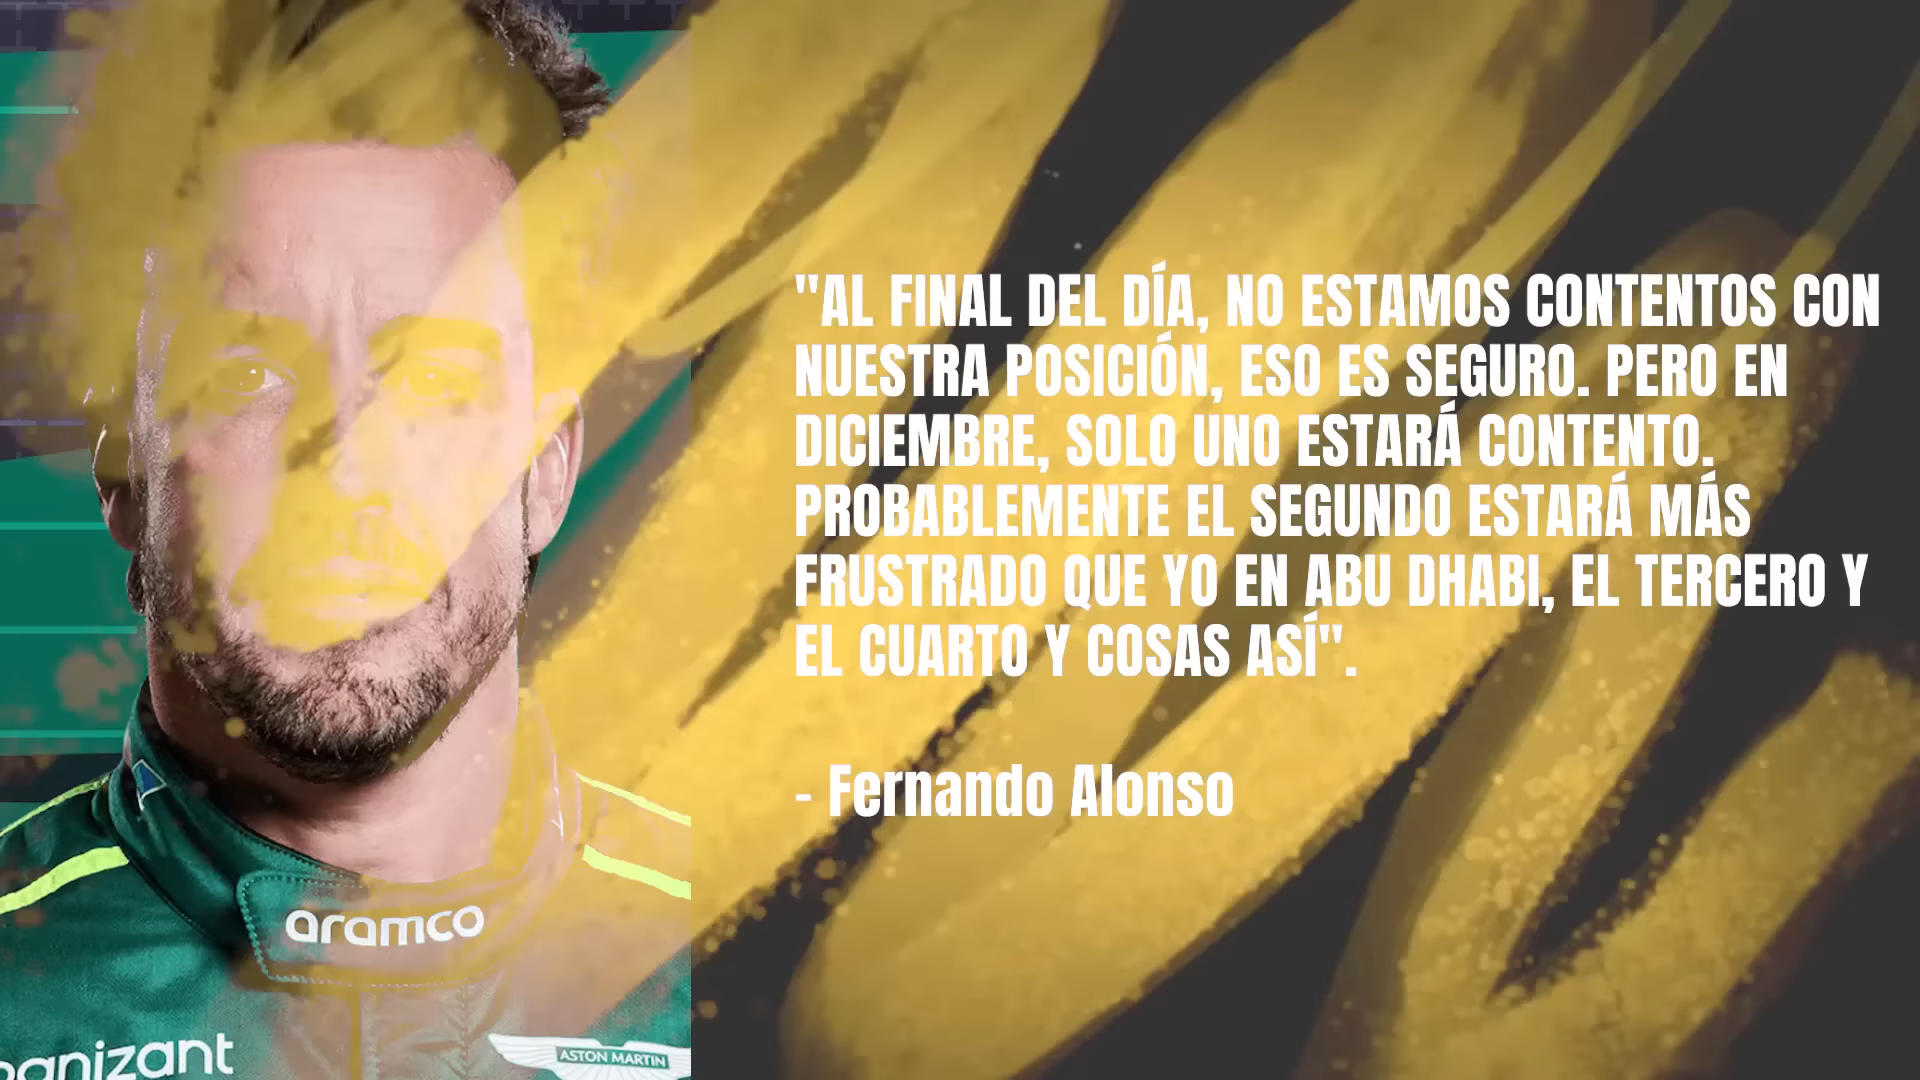 "AL FINAL DEL DÍA, NO ESTAMOS CONTENTOS CON
NUESTRA POSICIÓN, ESO ES SEGURO. PERO EN
DICIEMBRE, SOLO UNO ESTARÁ CONTENTO.
PROBABLEMENTE EL SEGUNDO ESTARÁ MÁS
FRUSTRADO QUE YO EN ABU DHABI, EL TERCERO Y
EL CUARTO Y COSAS ASÍ".
- Fernando Alonso
aramco
ognizant
ASTON MARTIN